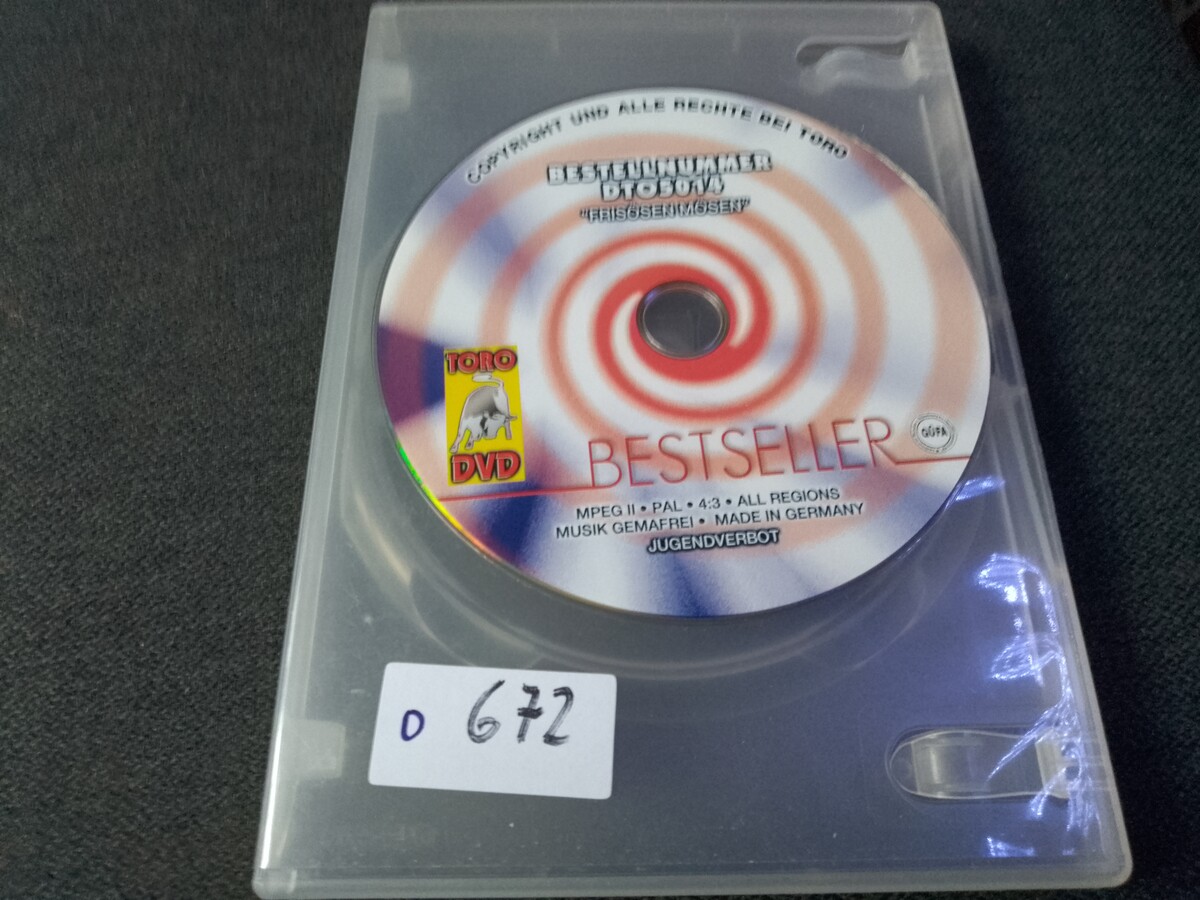 COPYRIGHT UND ALLE RECHTE BEI TORO
BESTELLNUMMER
DTO5014
"FRISÖSEN MÖSEN"
TORO
DVD
BESTSELLER
GÜFA
MPEG II • PAL • 4:3 • ALL REGIONS
MUSIK GEMAFREI • MADE IN GERMANY
JUGENDVERBOT
D 672